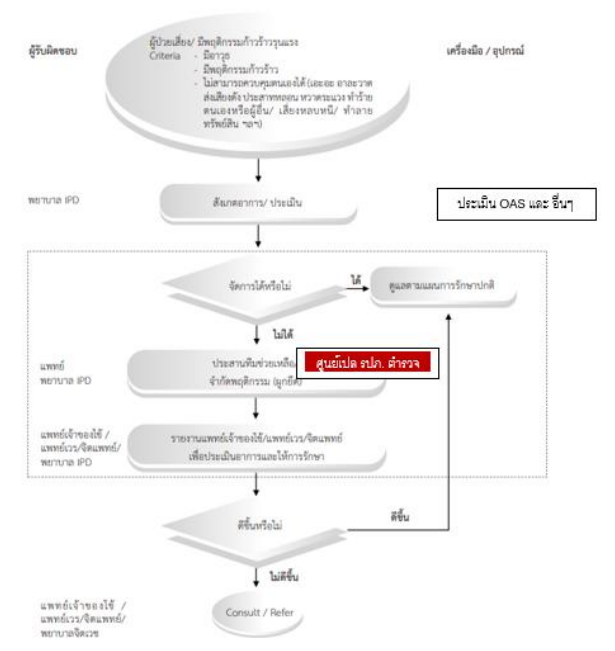 ผู้รับผิดชอบ
เครื่องมือ / อุปกรณ์
ผู้ป่วยเสี่ยง/ มีพฤติกรรมก้าวร้าวรุนแรง
Criteria - มีอาวุธ
- มีพฤติกรรมก้าวร้าว
- ไม่สามารถควบคุมตนเองได้ (เอะอะ อาละวาด
ส่งเสียงดัง ประสาทหลอน หวาดระแวง ทำร้าย
ตนเองหรือผู้อื่น/ เสี่ยงหลบหนี/ ทำลาย
ทรัพย์สิน ฯลฯ)
พยาบาล IPD
สังเกตอาการ/ ประเมิน
ประเมิน OAS และ อื่นๆ
จัดการได้หรือไม่
ได้
ดูแลตามแผนการรักษาปกติ
ไม่ได้
แพทย์
พยาบาล IPD
ประสานทีมช่วยเหลือ
ศูนย์เปล รปภ. ตำรวจ
จำกัดพฤติกรรม (ผูกยึด)
แพทย์เจ้าของไข้ /
แพทย์เวร/จิตแพทย์/
พยาบาล IPD
รายงานแพทย์เจ้าของไข้/แพทย์เวร/จิตแพทย์
เพื่อประเมินอาการและให้การรักษา
ดีขึ้นหรือไม่
ดีขึ้น
ไม่ดีขึ้น
แพทย์เจ้าของไข้ /
แพทย์เวร/จิตแพทย์/
พยาบาลจิตเวช
Consult / Refer